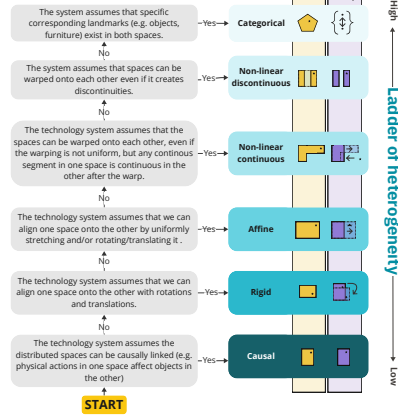 The system assumes that specific
corresponding landmarks (e.g. objects,
furniture) exist in both spaces.
Yes
Categorical
No
The system assumes that spaces can be
warped onto each other even if it creates
discontinuities.
Yes
Non-linear
discontinuous
No
The technology system assumes that the
spaces can be warped onto each other, even if
the warping is not uniform, but any continous
segment in one space is continuous in the
other after the warp.
Yes
Non-linear
continuous
No
The technology system assumes that we can
align one space onto the other by uniformly
stretching and/or rotating/translating it .
Yes
Affine
No
The technology system assumes that we can
align one space onto the other with rotations
and translations.
Yes
Rigid
No
The technology system assumes the
distributed spaces can be causally linked (e.g.
physical actions in one space affect objects in
the other)
Yes
Causal
START
High
Ladder of heterogeneity
Low